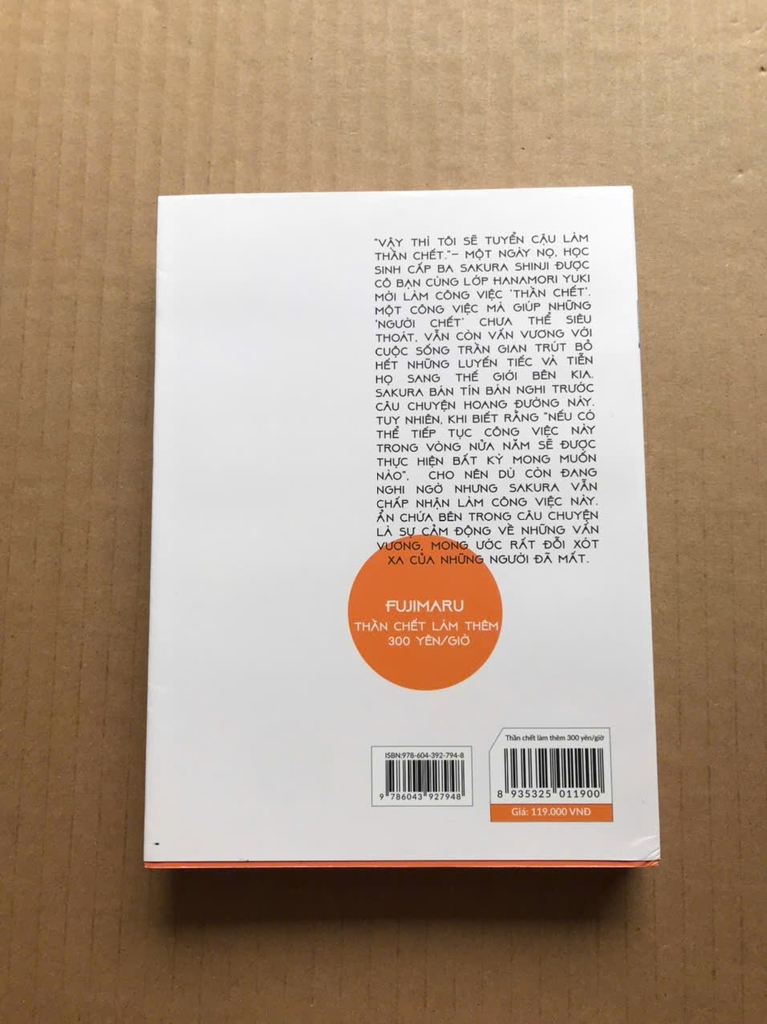 "VẬY THÌ TÔI SẼ TUYỂN CẬU LÀM
THẦN CHẾT."– MỘT NGÀY NỌ, HỌC
SINH CẤP BA SAKURA SHINJI ĐƯỢC
CÔ BẠN CÙNG LỚP HANAMORI YUKI
MỜI LÀM CÔNG VIỆC 'THẦN CHẾT'.
MỘT CÔNG VIỆC MÀ GIÚP NHỮNG
'NGƯỜI CHẾT' CHƯA THỂ SIÊU
THOÁT, VẪN CÒN VẤN VƯƠNG VỚI
CUỘC SỐNG TRẦN GIAN TRÚT BỎ
HẾT NHỮNG LUYẾN TIẾC VÀ TIỄN
HỌ SANG THẾ GIỚI BÊN KIA.
SAKURA BÁN TÍN BÁN NGHI TRƯỚC
CÂU CHUYỆN HOANG ĐƯỜNG NÀY.
TUY NHIÊN, KHI BIẾT RẰNG "NẾU CÓ
THỂ TIẾP TỤC CÔNG VIỆC NÀY
TRONG VÒNG NỬA NĂM SẼ ĐƯỢC
THỰC HIỆN BẤT KỲ MONG MUỐN
NÀO", CHO NÊN DÙ CÒN ĐANG
NGHI NGỜ NHƯNG SAKURA VẪN
CHẤP NHẬN LÀM CÔNG VIỆC NÀY.
ẨN CHỨA BÊN TRONG CÂU CHUYỆN
LÀ SỰ CẢM ĐỘNG VỀ NHỮNG VẤN
VƯƠNG, MONG ƯỚC RẤT ĐỖI XÓT
XA CỦA NHỮNG NGƯỜI ĐÃ MẤT.
FUJIMARU
THẦN CHẾT LÀM THÊM
300 YÊN/GIỜ
ISBN:978-604-392-794-8
9 786043 927948
Thần chết làm thêm 300 yên/giờ
8 935325 011900
Giá: 119.000 VNĐ